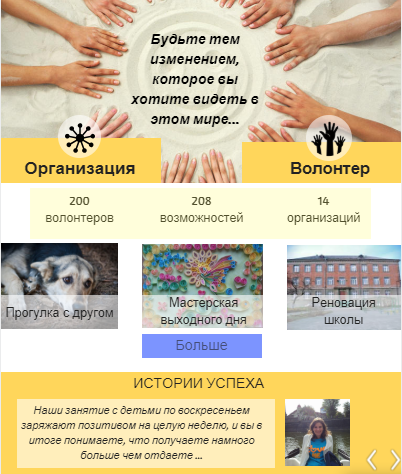 Будьте тем
изменением,
которое вы
хотите видеть в
этом мире...
Организация
Волонтер
200
волонтеров
208
возможностей
14
организаций
Прогулка с другом
Мастерская
выходного дня
Реновация
школы
Больше
ИСТОРИИ УСПЕХА
Наши занятие с детьми по воскресеньем
заряжают позитивом на целую неделю, и вы в
итоге понимаете, что получаете намного
больше чем отдаете ...